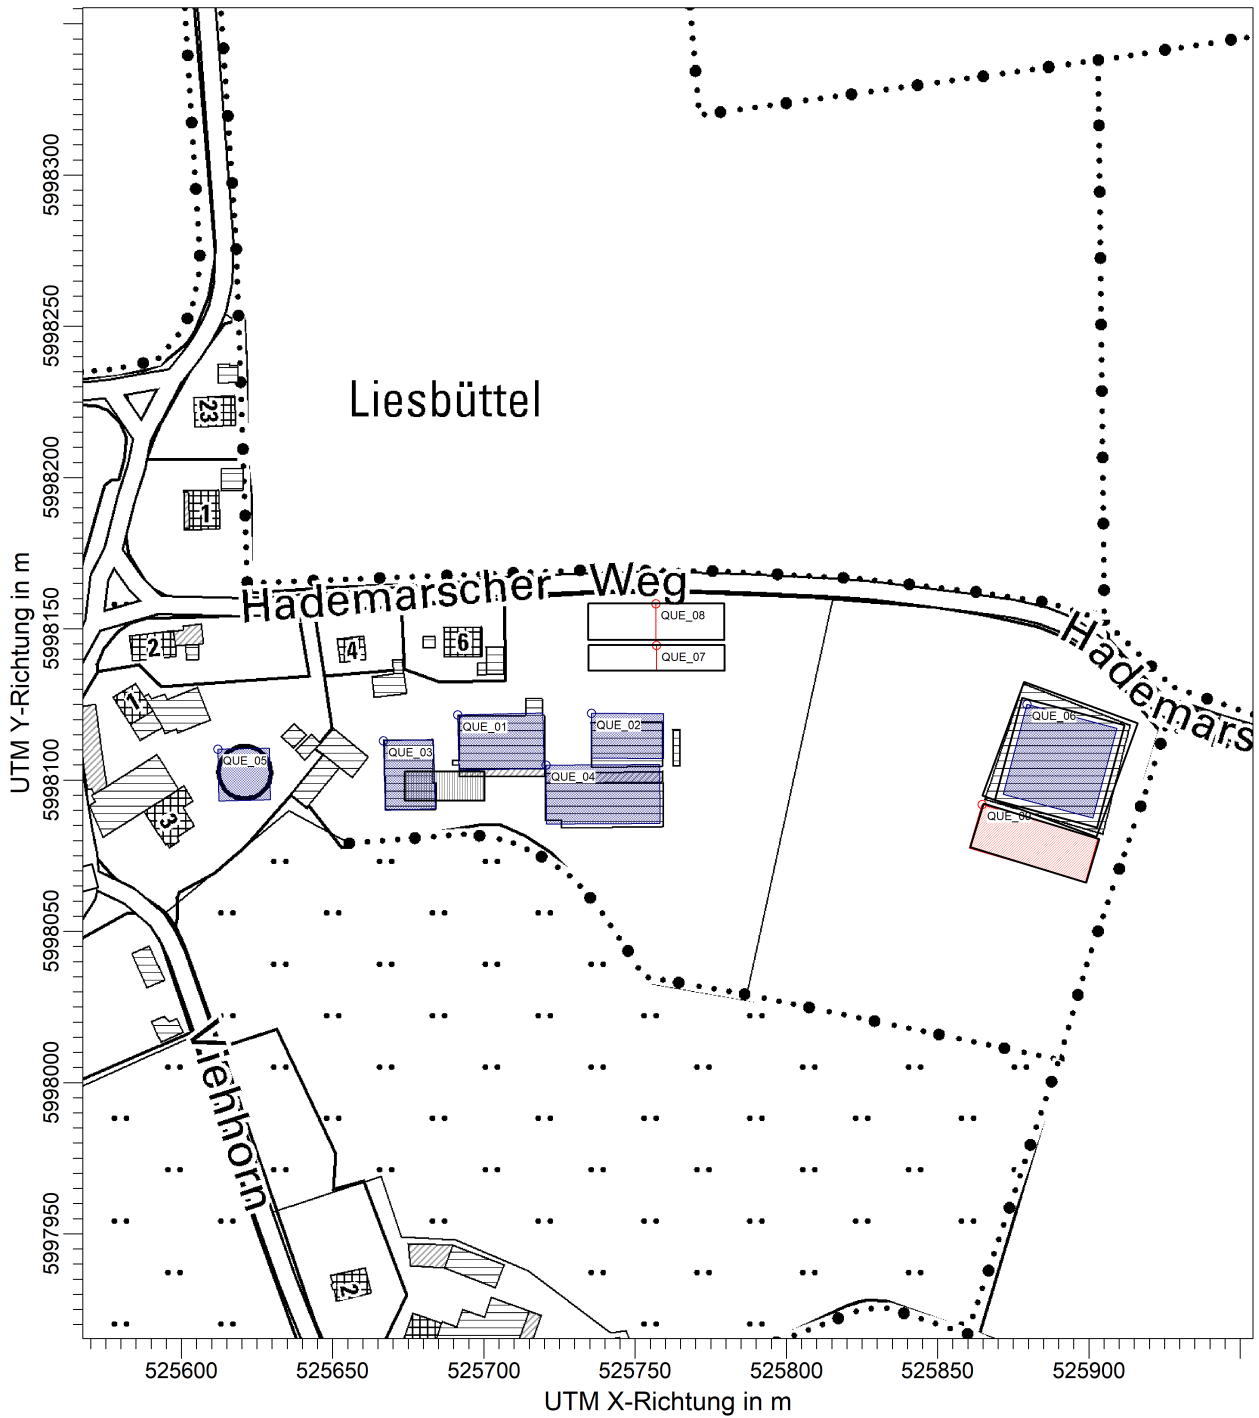 5998300
5998250
5998200
5998150
5998100
5998050
5998000
5997950
UTM Y-Richtung in m
23
Liesbüttel
1
Hademarscher Weg
QUE_08
2
4
6
QUE_07
Hademars
1
QUE_01
QUE_02
QUE_06
QUE_03
QUE_05
QUE_04
3
QUE_09
Viehhorn
2
525600
525650
525700
525750
525800
525850
525900
UTM X-Richtung in m